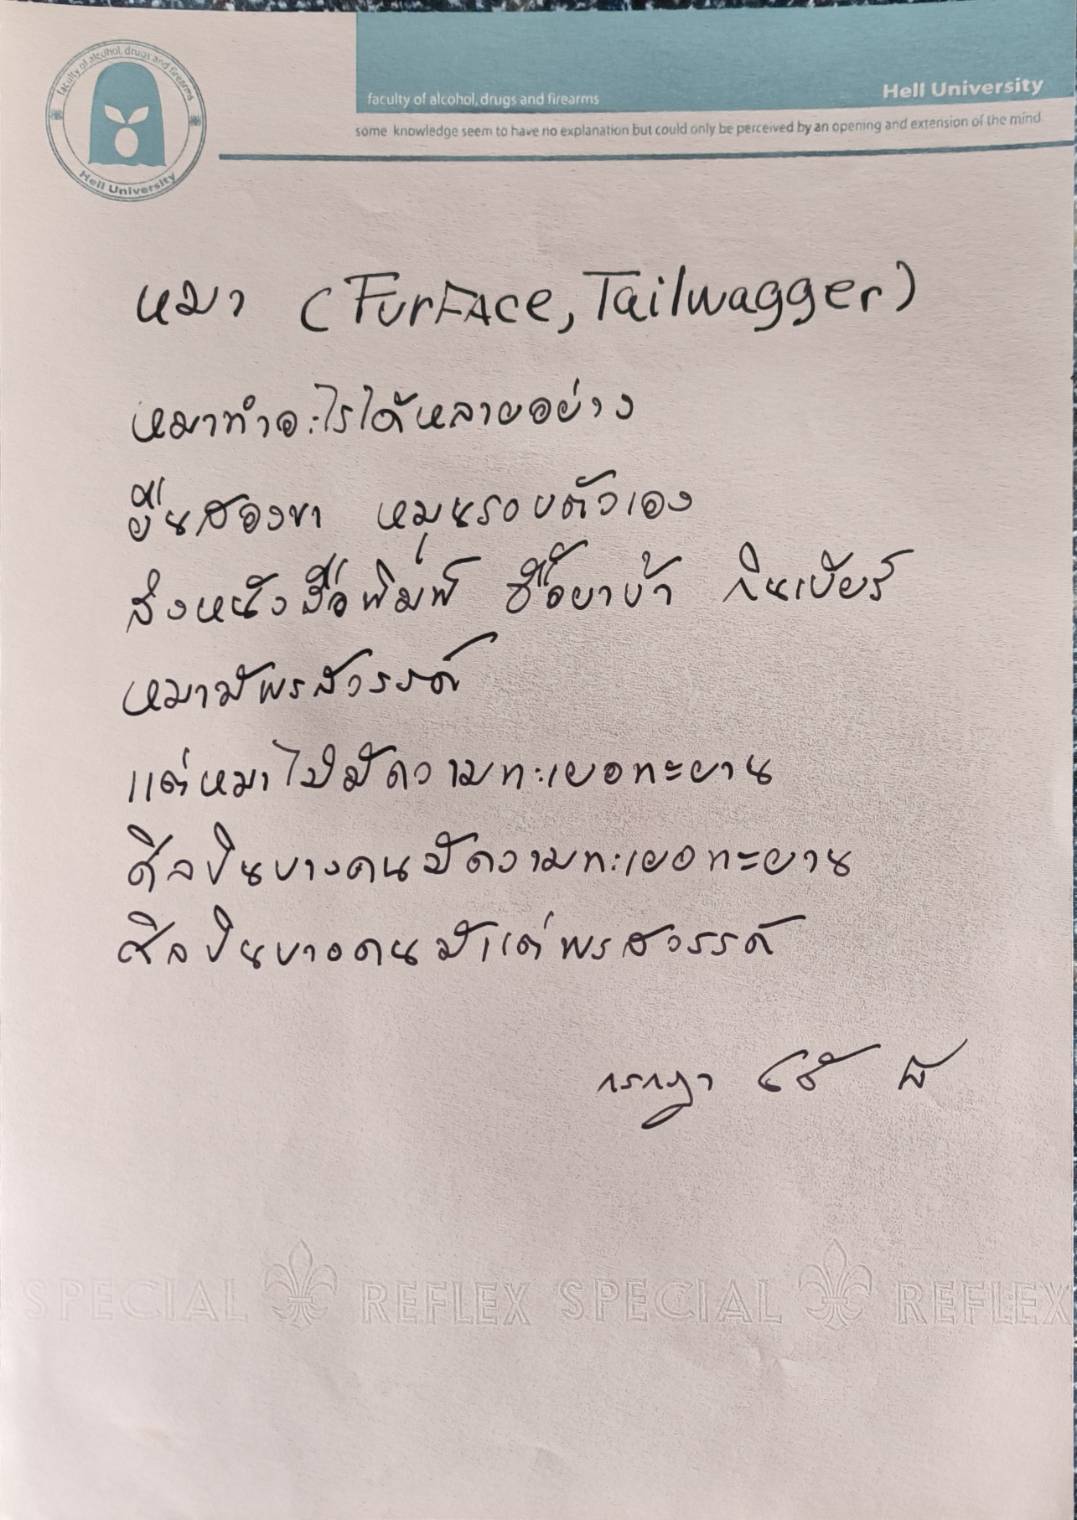 faculty of alcohol, drugs and firearms
Hell University
faculty of alcohol, drugs and firearms
Hell University
some knowledge seem to have no explanation but could only be perceived by an opening and extension of the mind
หมา (FurFAce, Tailwagger)
หมาทำอะไรได้หลายอย่าง
ยืนสองขา หมุนรอบตัวเอง
ส่งหนังสือพิมพ์ ซื้อยาบ้า กินเบียร์
หมามีพรสวรรค์
แต่หมาไม่มีความทะเยอทะยาน
ศิลปินบางคนมีความทะเยอทะยาน
ศิลปินบางคนมีแต่พรสวรรค์
SPECIAL REFLEX SPECIAL REFLEX